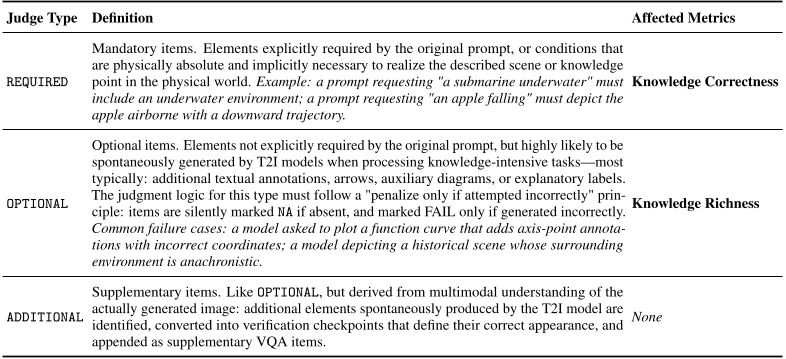 Judge Type Definition Affected Metrics
Mandatory items. Elements explicitly required by the original prompt, or conditions that
are physically absolute and implicitly necessary to realize the described scene or knowledge
REQUIRED point in the physical world. Example: a prompt requesting "a submarine underwater" must Knowledge Correctness
include an underwater environment; a prompt requesting "an apple falling" must depict the
apple airborne with a downward trajectory.
Optional items. Elements not explicitly required by the original prompt, but highly likely to
be spontaneously generated by T2I models when processing knowledge-intensive tasks—most
typically: additional textual annotations, arrows, auxiliary diagrams, or explanatory labels.
The judgment logic for this type must follow a "penalize only if attempted incorrectly" prin-
OPTIONAL ciple: items are silently marked NA if absent, and marked FAIL only if generated incorrectly. Knowledge Richness
Common failure cases: a model asked to plot a function curve that adds axis-point annota-
tions with incorrect coordinates; a model depicting a historical scene whose surrounding
environment is anachronistic.
Supplementary items. Like OPTIONAL, but derived from multimodal understanding of the
actually generated image: additional elements spontaneously produced by the T2I model are
ADDITIONAL identified, converted into verification checkpoints that define their correct appearance, and None
appended as supplementary VQA items.